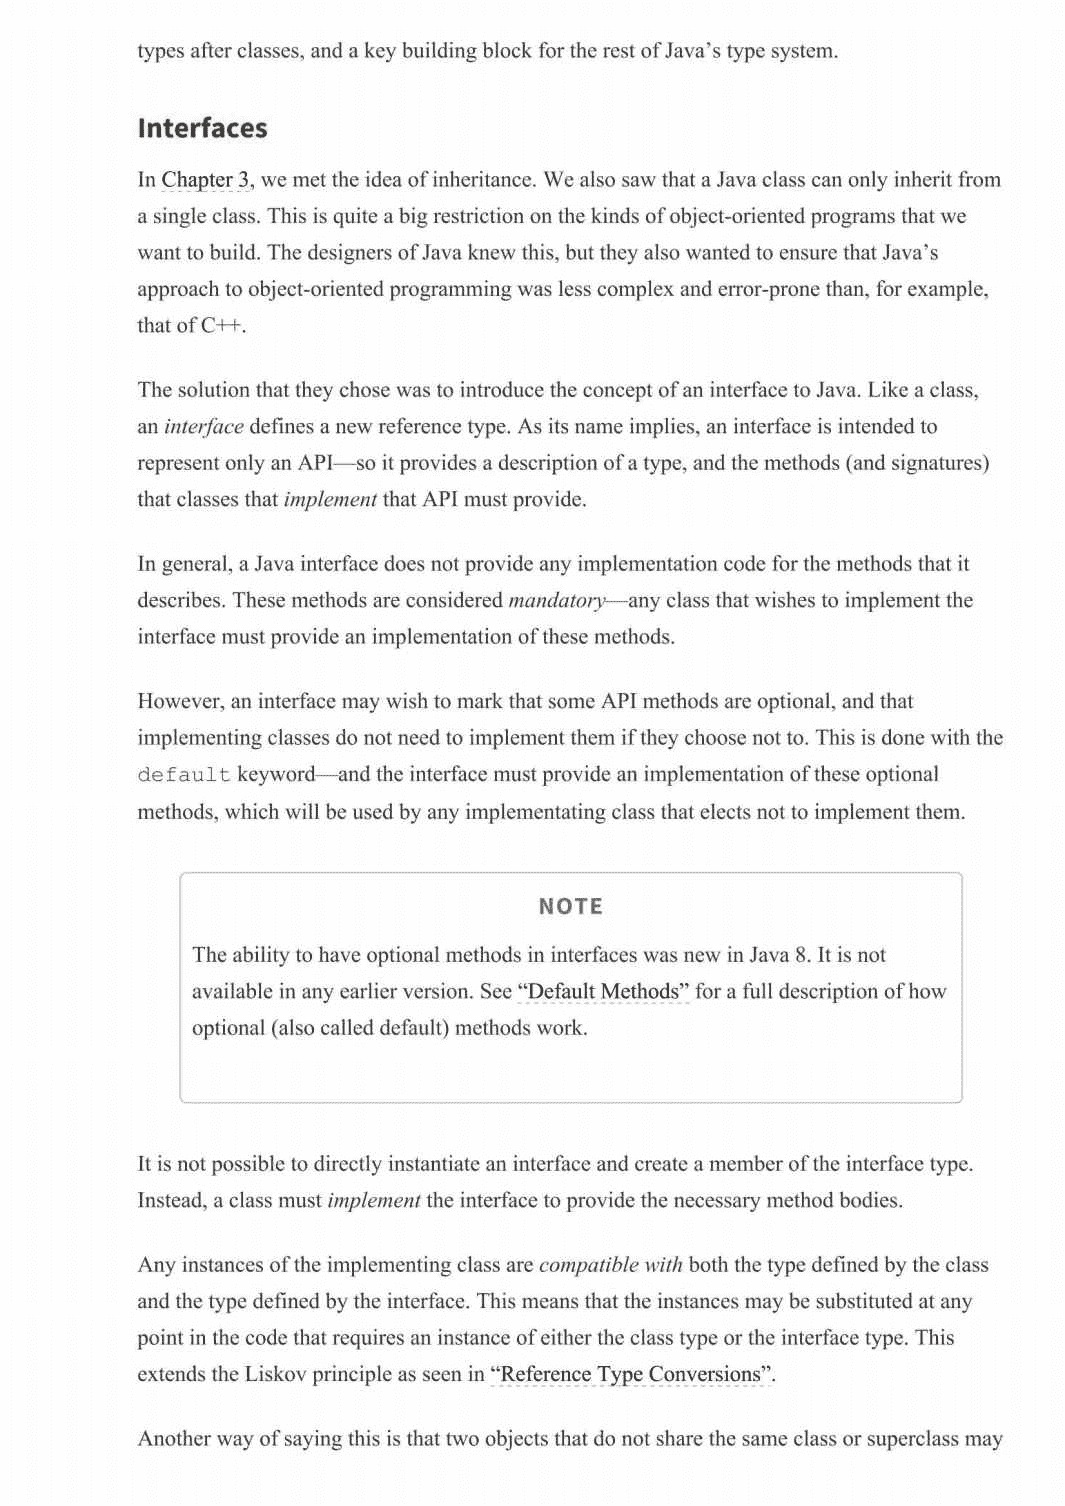 types after classes, and a key building block for the rest of Java’s type system.
Interfaces
In Chapter 3, we met the idea of inheritance. We also saw that a Java class can only inherit from
a single class. This is quite a big restriction on the kinds of object-oriented programs that we
want to build. The designers of Java knew this, but they also wanted to ensure that Java’s
approach to object-oriented programming was less complex and error-prone than, for example,
that of C++.
The solution that they chose was to introduce the concept of an interface to Java. Like a class,
an interface defines a new reference type. As its name implies, an interface is intended to
represent only an API—so it provides a description of a type, and the methods (and signatures)
that classes that implement that API must provide.
In general, a Java interface does not provide any implementation code for the methods that it
describes. These methods are considered mandatory—any class that wishes to implement the
interface must provide an implementation of these methods.
However, an interface may wish to mark that some API methods are optional, and that
implementing classes do not need to implement them if they choose not to. This is done with the
default keyword—and the interface must provide an implementation of these optional
methods, which will be used by any implementating class that elects not to implement them.
NOTE
The ability to have optional methods in interfaces was new in Java 8. It is not
available in any earlier version. See “Default Methods” for a full description of how
optional (also called default) methods work.
It is not possible to directly instantiate an interface and create a member of the interface type.
Instead, a class must implement the interface to provide the necessary method bodies.
Any instances of the implementing class are compatible with both the type defined by the class
and the type defined by the interface. This means that the instances may be substituted at any
point in the code that requires an instance of either the class type or the interface type. This
extends the Liskov principle as seen in “Reference Type Conversions”.
Another way of saying this is that two objects that do not share the same class or superclass may